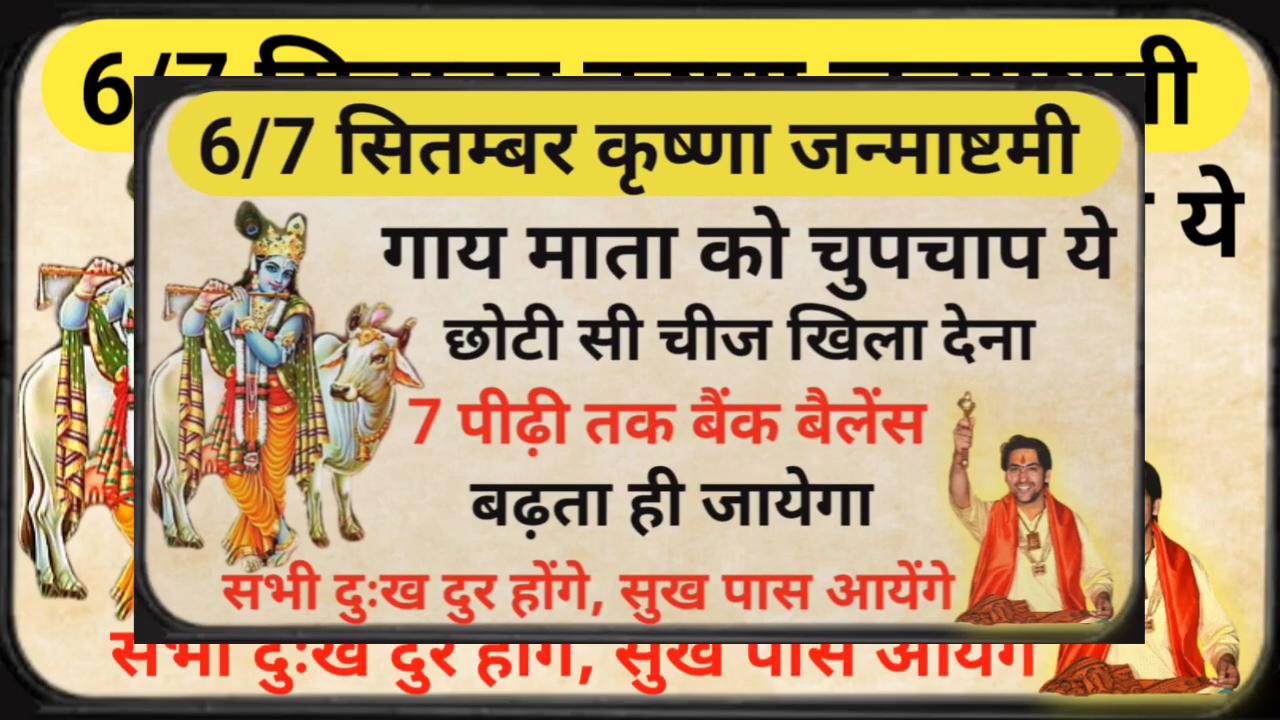 6/7 सितम्बर कृष्णा जन्माष्टमी
गाय माता को चुपचाप ये
छोटी सी चीज खिला देना
7 पीढ़ी तक बैंक बैलेंस
बढ़ता ही जायेगा
सभी दुःख दुर होंगे, सुख पास आयेंगे
ये